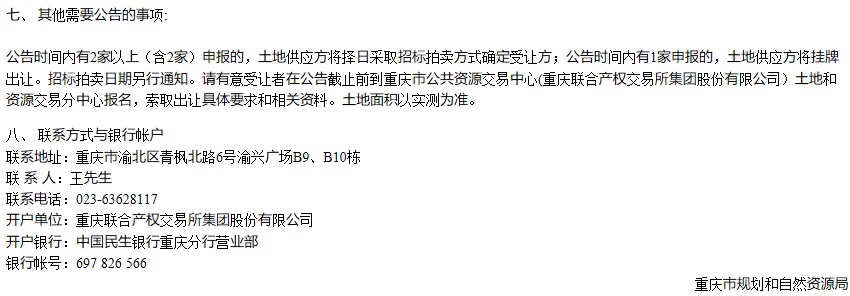 七、 其他需要公告的事项:
公告时间内有2家以上（含2家）申报的，土地供应方将择日采取招标拍卖方式确定受让方；公告时间内有1家申报的，土地供应方将挂牌
出让。招标拍卖日期另行通知。请有意受让者在公告截止前到重庆市公共资源交易中心(重庆联合产权交易所集团股份有限公司）土地和
资源交易分中心报名，索取出让具体要求和相关资料。土地面积以实测为准。
八、 联系方式与银行帐户
联系地址：重庆市渝北区青枫北路6号渝兴广场B9、B10栋
联 系 人：王先生
联系电话：023-63628117
开户单位：重庆联合产权交易所集团股份有限公司
开户银行：中国民生银行重庆分行营业部
银行帐号：697 826 566
重庆市规划和自然资源局